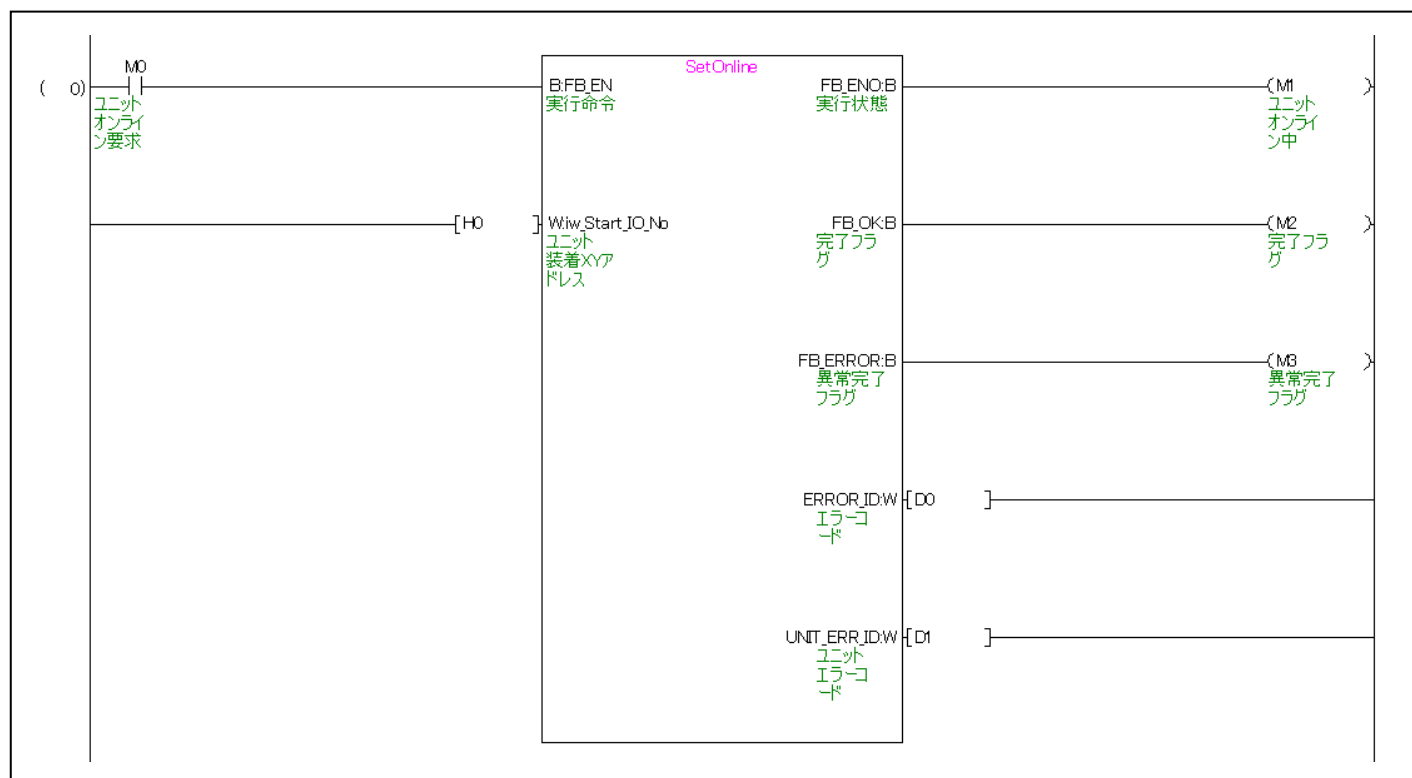 SetOnline
M0
( 0)
B:FB_EN
FB_ENO:B
(M1 )
ユニット
オンライ
ン要求
実行命令
実行状態
ユニット
オンライ
ン中
[H0 ]
W:iw_Start_IO_No
FB_OK:B
(M2 )
ユニット
装着XYア
ドレス
完了フラ
グ
完了フラ
グ
FB_ERROR:B
(M3 )
異常完了
フラグ
異常完了
フラグ
ERROR_ID:W
[D0 ]
エラーコ
ード
UNIT_ERR_ID:W
[D1 ]
ユニット
エラーコ
ード